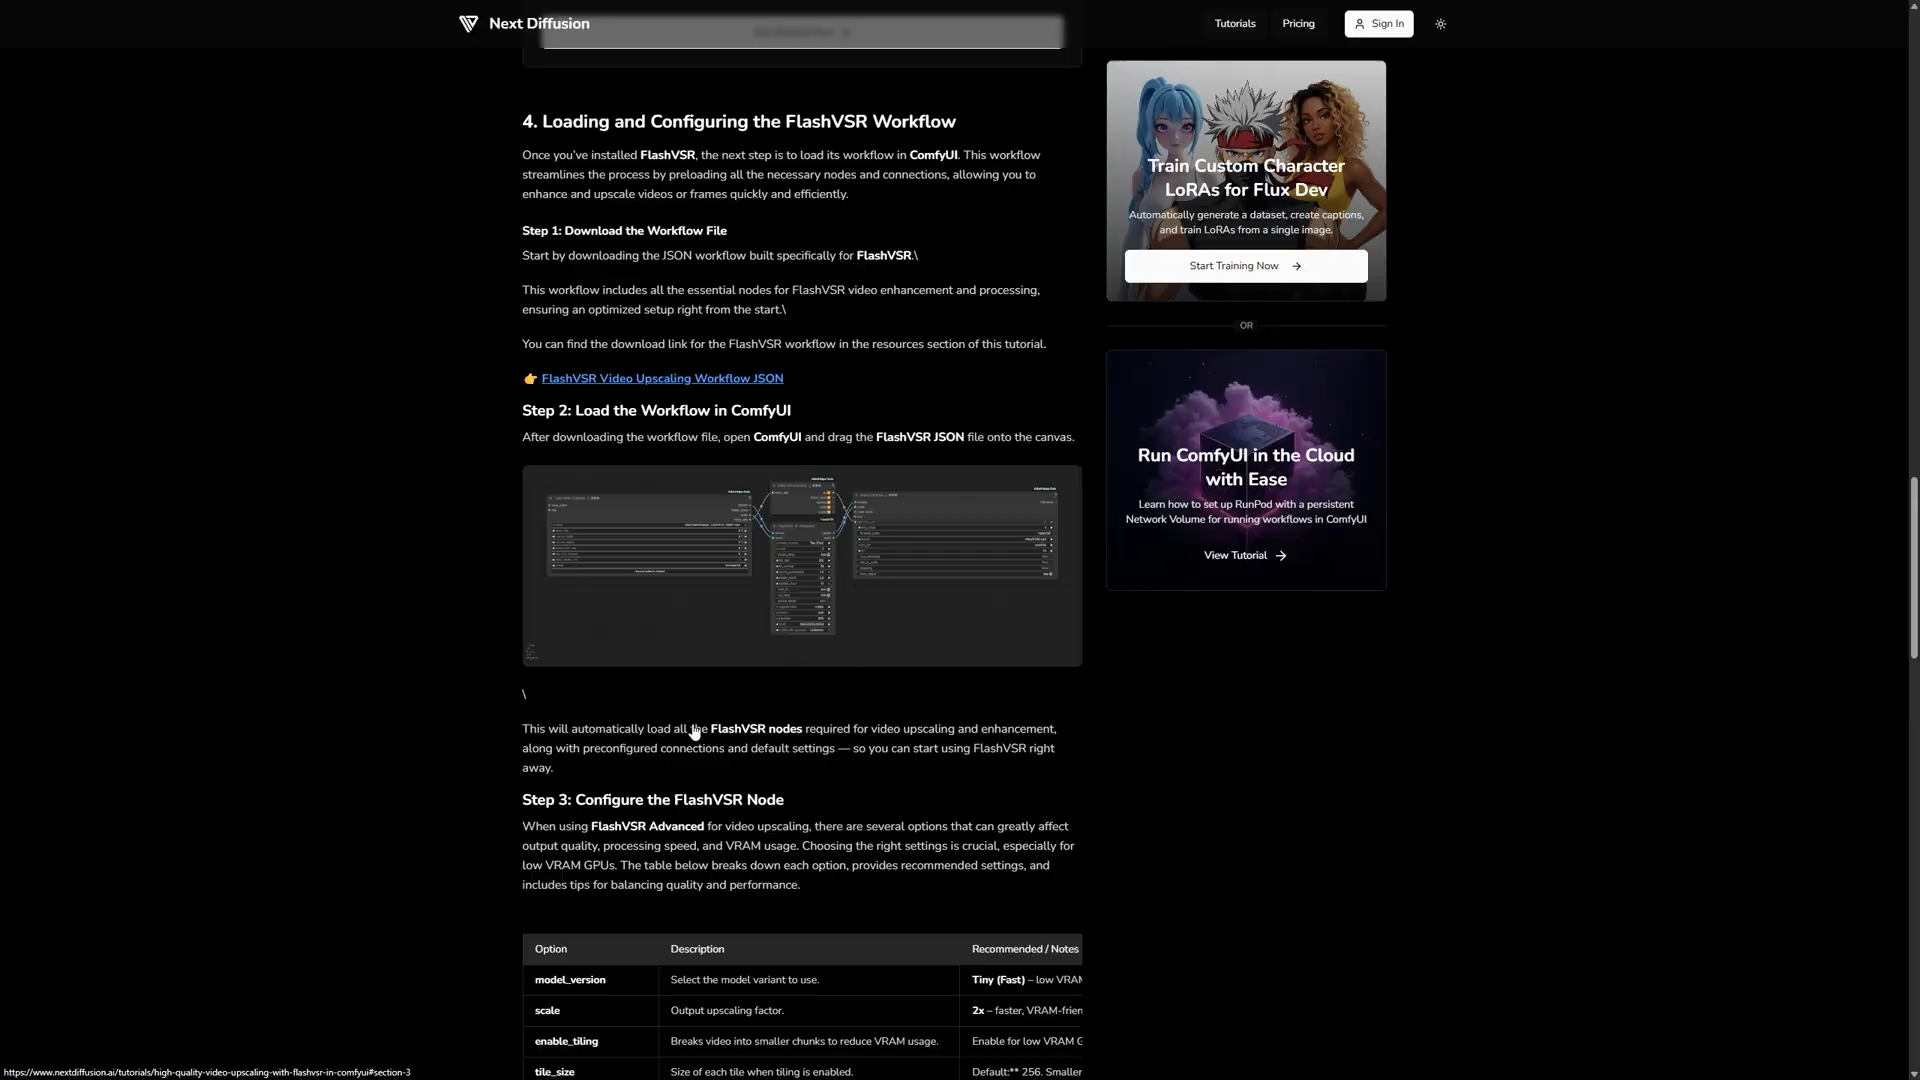 Next Diffusion
Tutorials
Pricing
Sign In
4. Loading and Configuring the FlashVSR Workflow
Once you've installed FlashVSR, the next step is to load its workflow in ComfyUI. This workflow
streamlines the process by preloading all the necessary nodes and connections, allowing you to
enhance and upscale videos or frames quickly and efficiently.
Step 1: Download the Workflow File
Start by downloading the JSON workflow built specifically for FlashVSR.\
This workflow includes all the essential nodes for FlashVSR video enhancement and processing,
ensuring an optimized setup right from the start.\
You can find the download link for the FlashVSR workflow in the resources section of this tutorial.
👉 FlashVSR Video Upscaling Workflow JSON
Step 2: Load the Workflow in ComfyUI
After downloading the workflow file, open ComfyUI and drag the FlashVSR JSON file onto the canvas.
\
This will automatically load all the FlashVSR nodes required for video upscaling and enhancement,
along with preconfigured connections and default settings — so you can start using FlashVSR right
away.
Step 3: Configure the FlashVSR Node
When using FlashVSR Advanced for video upscaling, there are several options that can greatly affect
output quality, processing speed, and VRAM usage. Choosing the right settings is crucial, especially for
low VRAM GPUs. The table below breaks down each option, provides recommended settings, and
includes tips for balancing quality and performance.
Option Description Recommended / Notes
model_version Select the model variant to use. Tiny (Fast) – low VRAM
scale Output upscaling factor. 2x – faster, VRAM-frien
enable_tiling Breaks video into smaller chunks to reduce VRAM usage. Enable for low VRAM G
tile_size Size of each tile when tiling is enabled. Default:** 256. Smaller
Train Custom Character
LoRAs for Flux Dev
Automatically generate a dataset, create captions,
and train LoRAs from a single image.
Start Training Now →
OR
Run ComfyUI in the Cloud
with Ease
Learn how to set up RunPod with a persistent
Network Volume for running workflows in ComfyUI
View Tutorial →
https://www.nextdiffusion.ai/tutorials/high-quality-video-upscaling-with-flashvsr-in-comfyui#section-3